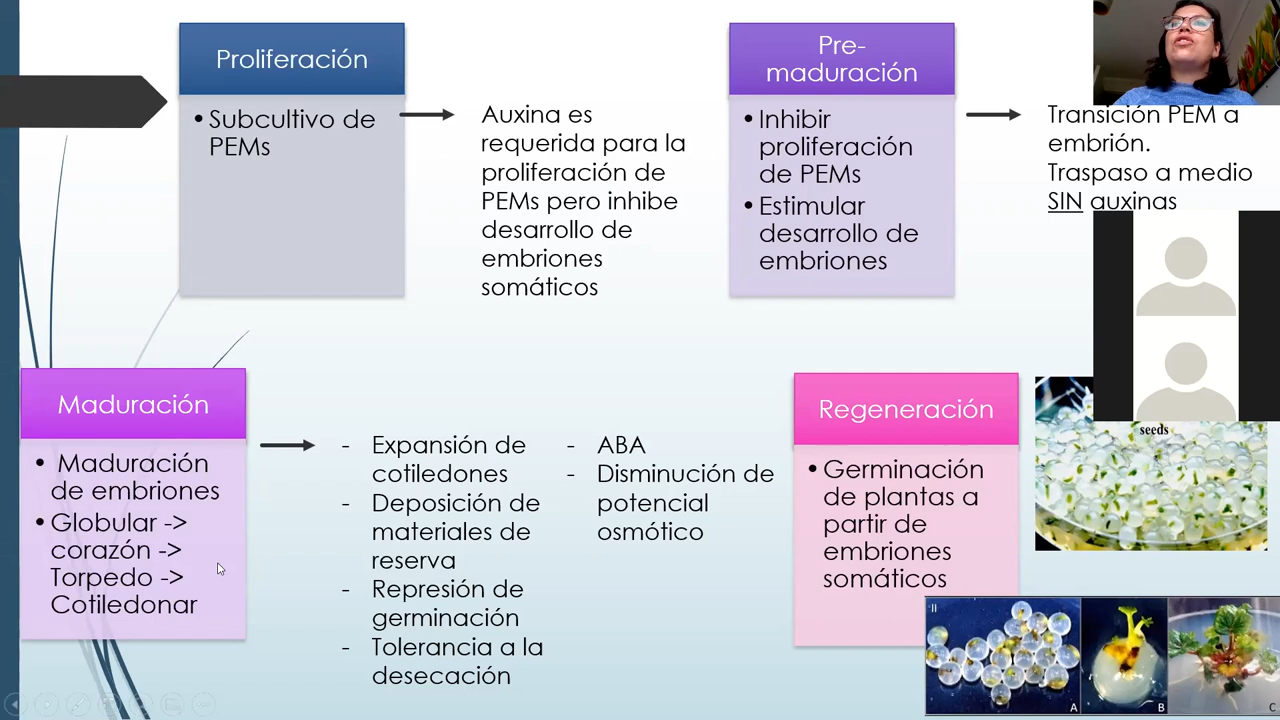 Proliferación
• Subcultivo de
PEMs
Auxina es
requerida para la
proliferación de
PEMs pero inhibe
desarrollo de
embriones
somáticos
Pre-
maduración
• Inhibir
proliferación
de PEMs
• Estimular
desarrollo de
embriones
Transición PEM a
embrión.
Traspaso a medio
SIN auxinas
Maduración
• Maduración
de embriones
• Globular ->
corazón ->
Torpedo ->
Cotiledonar
- Expansión de
cotiledones
- Deposición de
materiales de
reserva
- Represión de
germinación
- Tolerancia a la
desecación
- ABA
- Disminución de
potencial
osmótico
Regeneración
• Germinación
de plantas a
partir de
embriones
somáticos
seeds
II
A
B
C